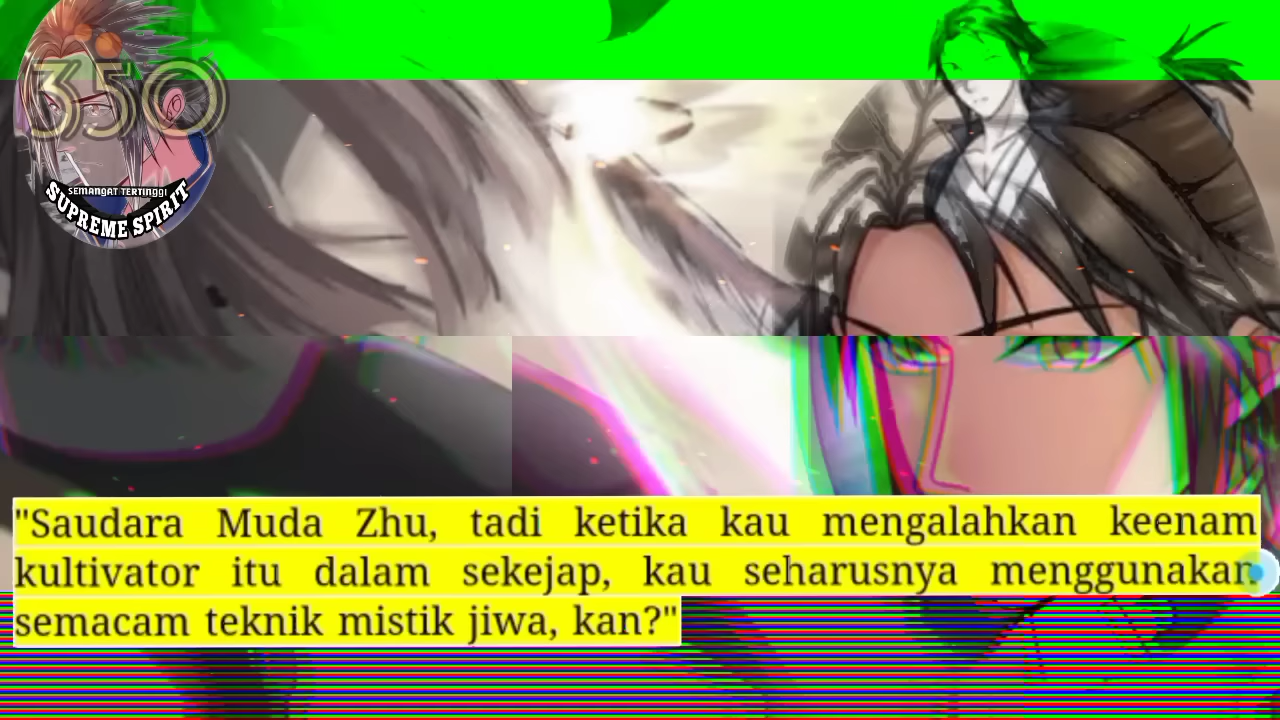 350
SEMANGAT TERTINGGI
SUPREME SPIRIT
"Saudara Muda Zhu, tadi ketika kau mengalahkan keenam
kultivator itu dalam sekejap, kau seharusnya menggunakan
semacam teknik mistik jiwa, kan?"